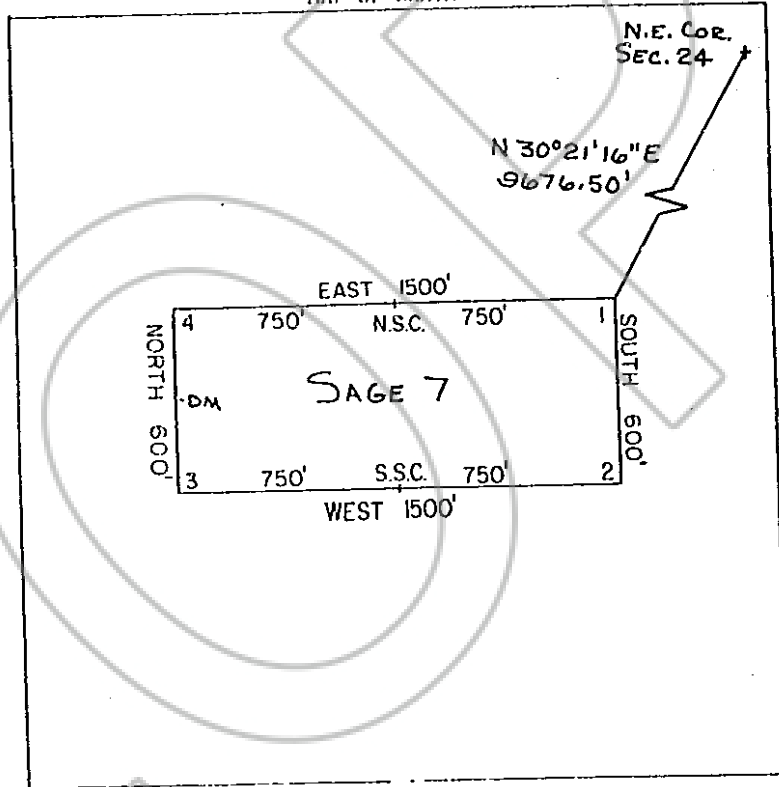 N.E. COR.
SEC. 24
N 30°21'16"E
9676.50'
EAST 1500'
4 750' N.S.C. 750' 1
NORTH 600'
SOUTH 600'
SAGE 7
DM
3 750' S.S.C. 750' 2
WEST 1500'